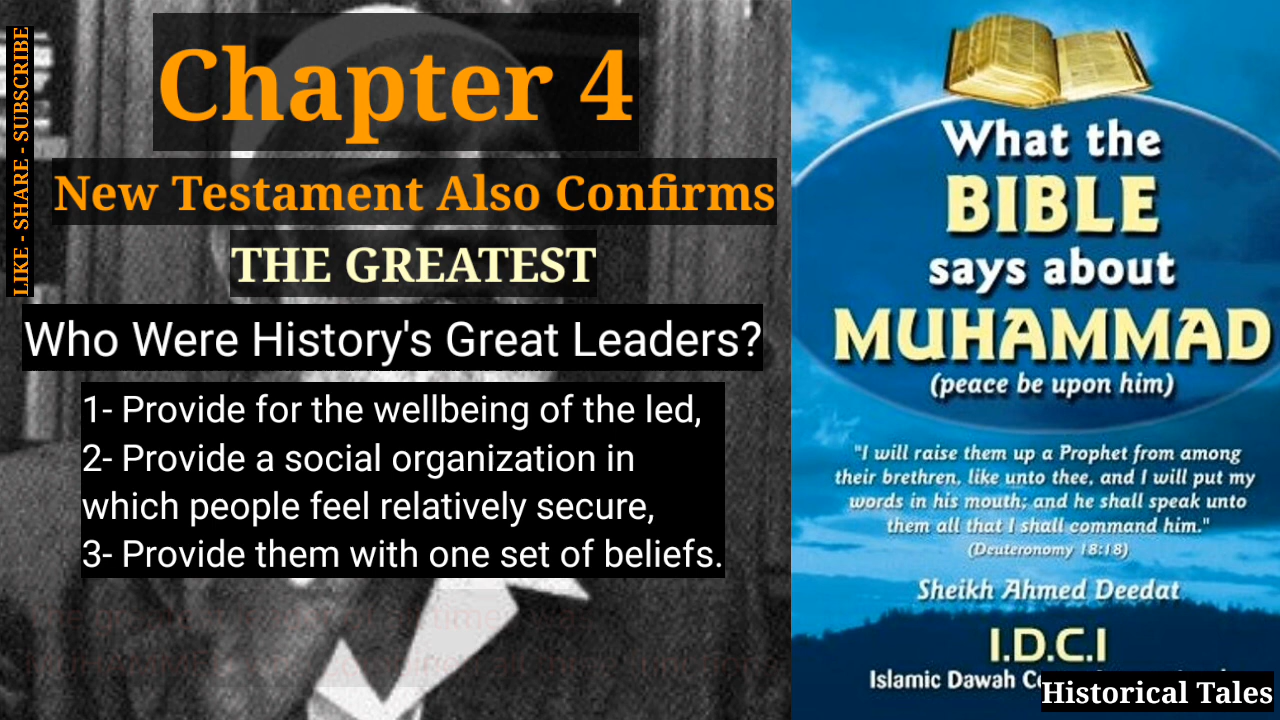 LIKE - SHARE - SUBSCRIBE
Chapter 4
New Testament Also Confirms
THE GREATEST
Who Were History's Great Leaders?
1- Provide for the wellbeing of the led,
2- Provide a social organization in
which people feel relatively secure,
3- Provide them with one set of beliefs.
What the
BIBLE
says about
MUHAMMAD
(peace be upon him)
"I will raise them up a Prophet from among
their brethren, like unto thee, and I will put my
words in his mouth; and he shall speak unto
them all that I shall command him."
(Deuteronomy 18:18)
Sheikh Ahmed Deedat
I.D.C.I
Islamic Dawah
Historical Tales